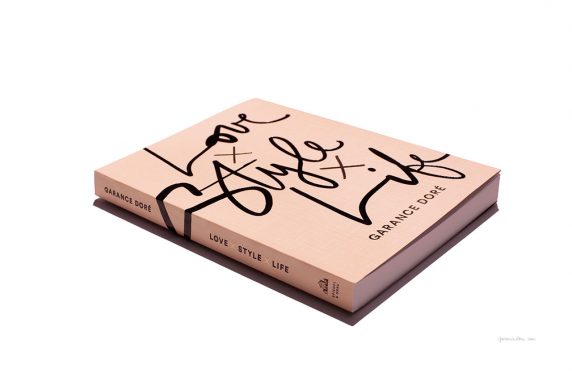 Love
×
Style
×
Life
GARANCE DORÉ
GARANCE DORÉ
LOVE × STYLE × LIFE